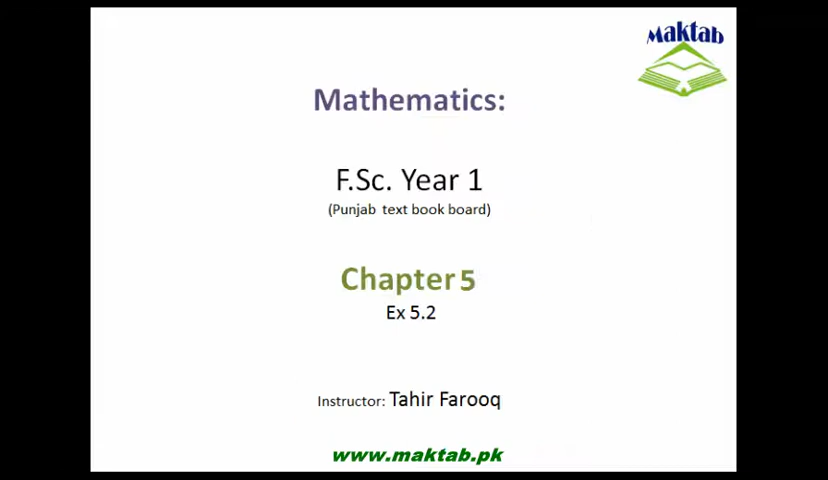 Maktab
Mathematics:
F.Sc. Year 1
(Punjab text book board)
Chapter 5
Ex 5.2
Instructor: Tahir Farooq
www.maktab.pk